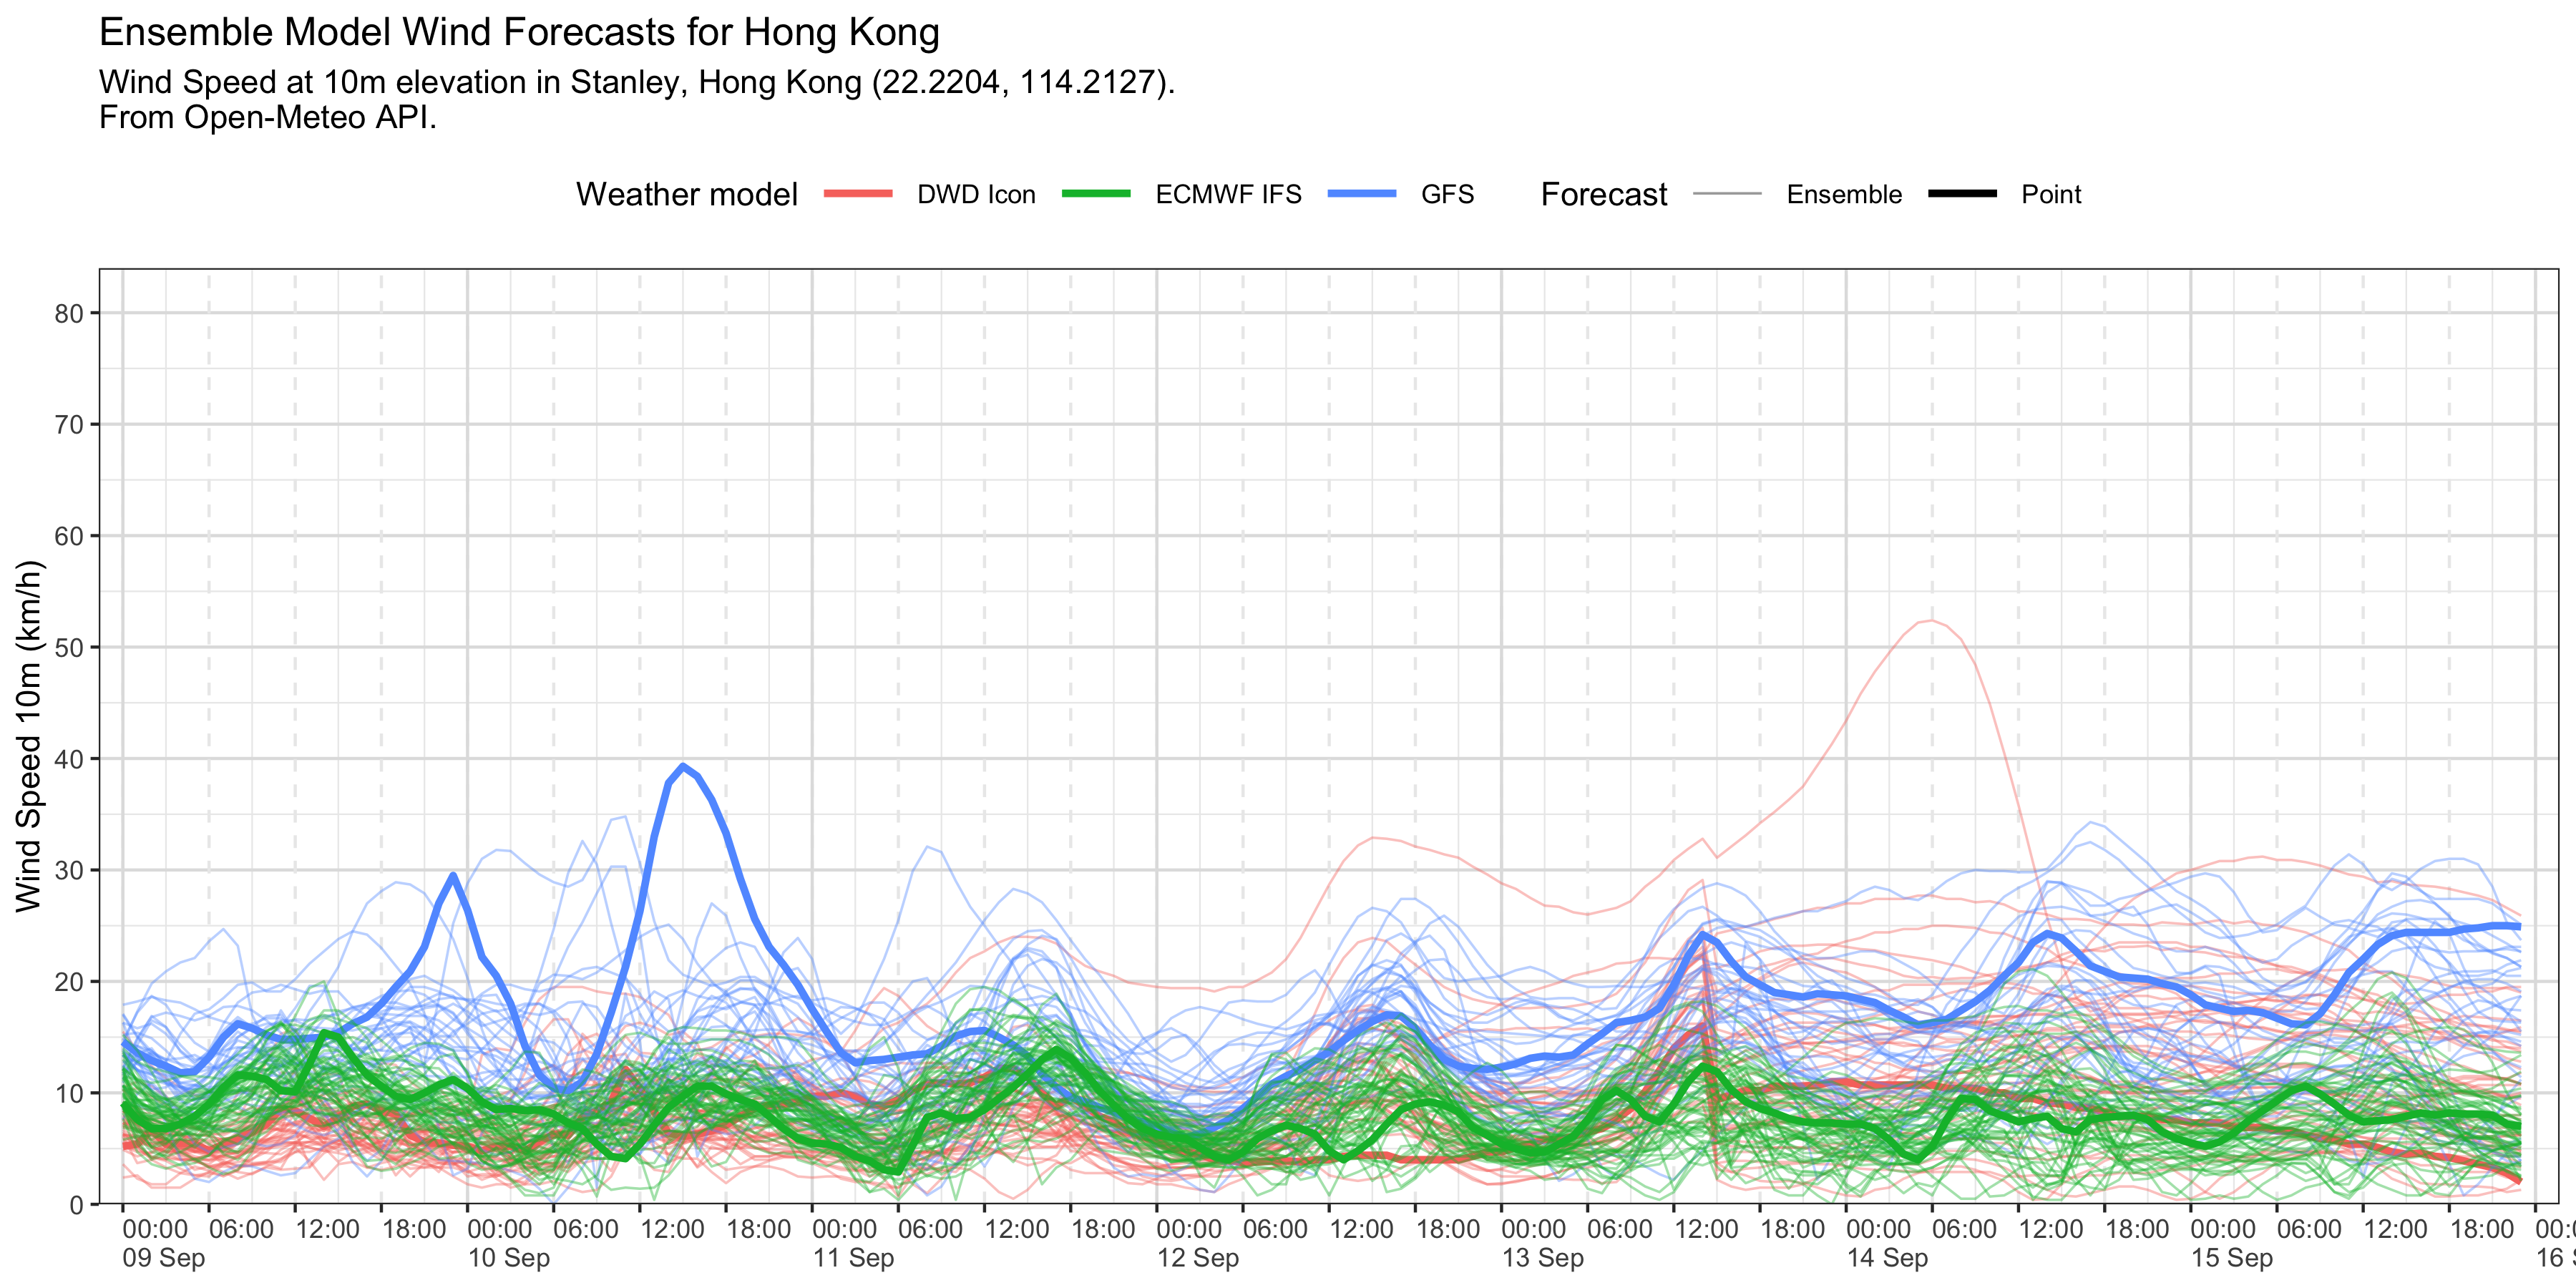 Ensemble Model Wind Forecasts for Hong Kong
Wind Speed at 10m elevation in Stanley, Hong Kong (22.2204, 114.2127).
From Open-Meteo API.
Weather model DWD Icon ECMWF IFS GFS Forecast Ensemble Point
Wind Speed 10m (km/h)
80
70
60
50
40
30
20
10
0
00:00 06:00 12:00 18:00 00:00 06:00 12:00 18:00 00:00 06:00 12:00 18:00 00:00 06:00 12:00 18:00 00:00 06:00 12:00 18:00 00:00 06:00 12:00 18:00 00:00 06:00 12:00 18:00 00:0
09 Sep 10 Sep 11 Sep 12 Sep 13 Sep 14 Sep 15 Sep 16 S